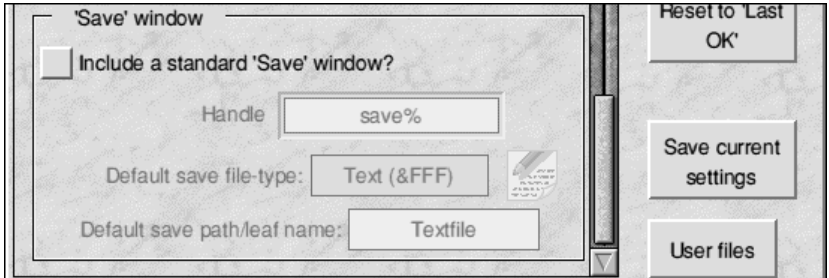 'Save' window
Include a standard 'Save' window?
Handle save%
Default save file-type: Text (&FFF)
Default save path/leaf name: Textfile
Reset to 'Last
OK'
Save current
settings
User files